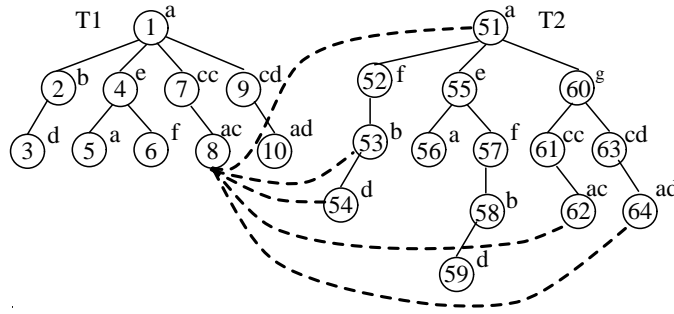 T1 1 a 51 a T2
2 b 4 e 7 cc 9 cd 52 f 55 e 60 g
3 d 5 a 6 f 8 ac 10 ad 53 b 56 a 57 f 61 cc 63 cd
54 d 58 b 62 ac 64 ad
59 d